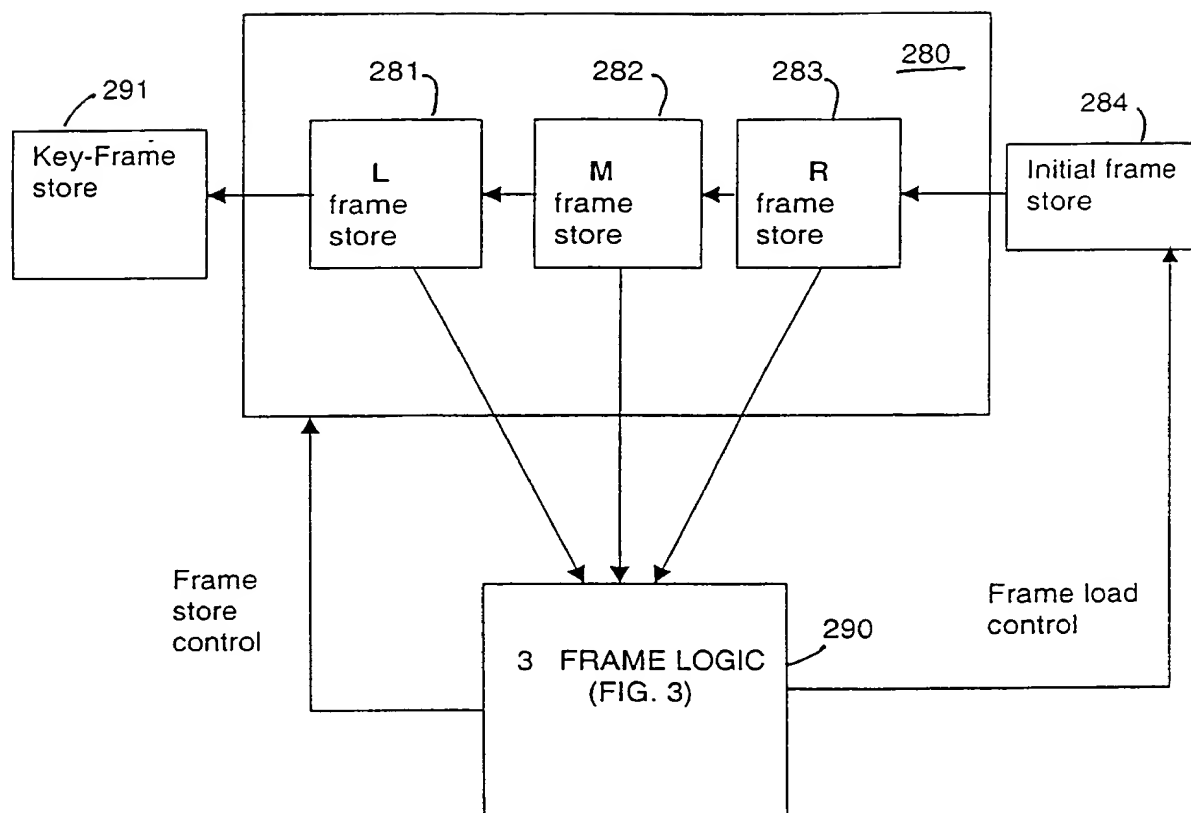 280
281
282
283
291
284
Key-Frame
store
L
frame
store
M
frame
store
R
frame
store
Initial frame
store
Frame
store
control
Frame load
control
290
3 FRAME LOGIC
(FIG. 3)